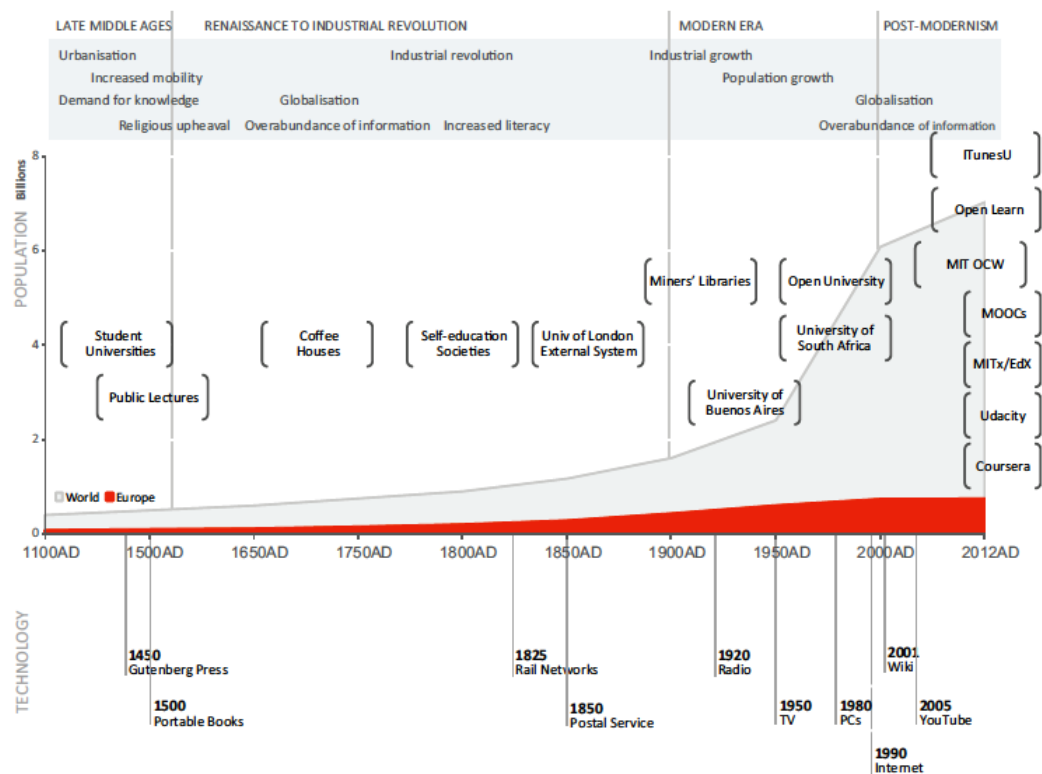 LATE MIDDLE AGES
RENAISSANCE TO INDUSTRIAL REVOLUTION
MODERN ERA
POST-MODERNISM
Urbanisation
Industrial revolution
Industrial growth
Increased mobility
Population growth
Demand for knowledge
Globalisation
Globalisation
Religious upheaval
Overabundance of information
Increased literacy
Overabundance of information
POPULATION Billions
8
6
4
2
0
ITunesU
Open Learn
MIT OCW
MOOCs
MITx/EdX
Udacity
Coursera
Miners' Libraries
Open University
Student
Universities
Coffee
Houses
Self-education
Societies
Univ of London
External System
University of
South Africa
Public Lectures
University of
Buenos Aires
World
Europe
1100AD
1500AD
1650AD
1750AD
1800AD
1850AD
1900AD
1950AD
2000AD
2012AD
TECHNOLOGY
1450
Gutenberg Press
1500
Portable Books
1825
Rail Networks
1850
Postal Service
1920
Radio
1950
TV
1980
PCs
1990
Internet
2001
Wiki
2005
YouTube